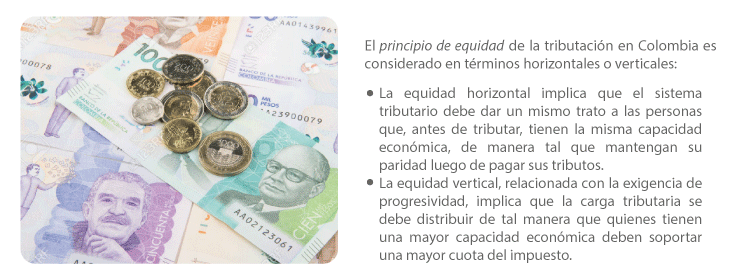 AA01439961
BANCO DE LA REPÚBLICA
100
MIL
PESOS
AA23900079
200
CINCUENTA
CIEN
AA02123061
El principio de equidad de la tributación en Colombia es
considerado en términos horizontales o verticales:
• La equidad horizontal implica que el sistema
tributario debe dar un mismo trato a las personas
que, antes de tributar, tienen la misma capacidad
económica, de manera tal que mantengan su
paridad luego de pagar sus tributos.
• La equidad vertical, relacionada con la exigencia de
progresividad, implica que la carga tributaria se
debe distribuir de tal manera que quienes tienen
una mayor capacidad económica deben soportar
una mayor cuota del impuesto.